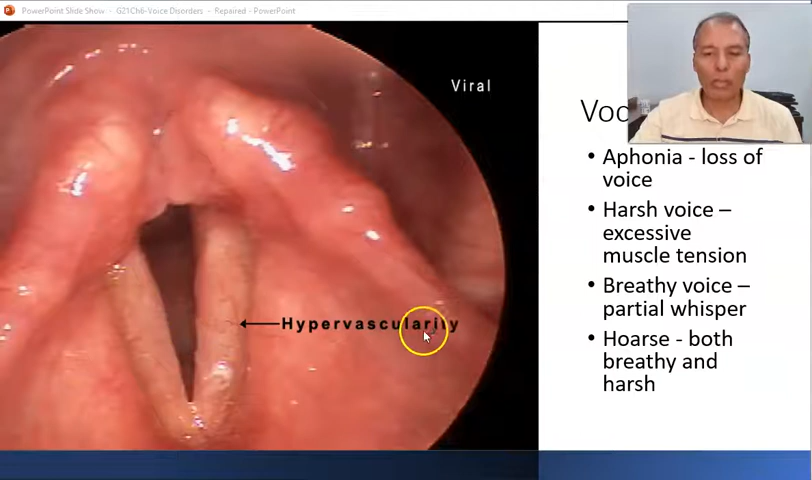 PowerPoint Slide Show - G21Ch6-Voice Disorders - Repaired - PowerPoint
Viral
Voc
• Aphonia - loss of
voice
• Harsh voice –
excessive
muscle tension
Hypervascularity
• Breathy voice –
partial whisper
• Hoarse - both
breathy and
harsh